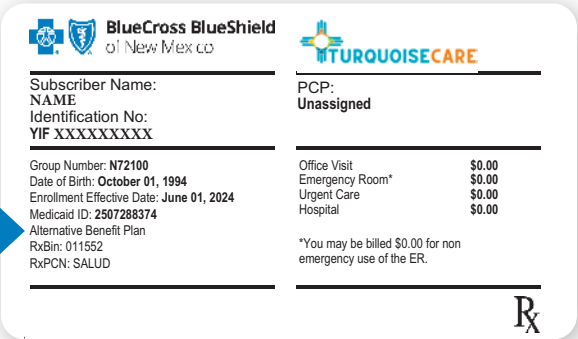 BlueCross BlueShield
of New Mexico
TURQUOISECARE
Subscriber Name:
NAME
Identification No:
YIF XXXXXXXXX
PCP:
Unassigned
Group Number: N72100
Date of Birth: October 01, 1994
Enrollment Effective Date: June 01, 2024
Medicaid ID: 2507288374
Alternative Benefit Plan
RxBin: 011552
RxPCN: SALUD
Office Visit $0.00
Emergency Room* $0.00
Urgent Care $0.00
Hospital $0.00
*You may be billed $0.00 for non
emergency use of the ER.
Rx